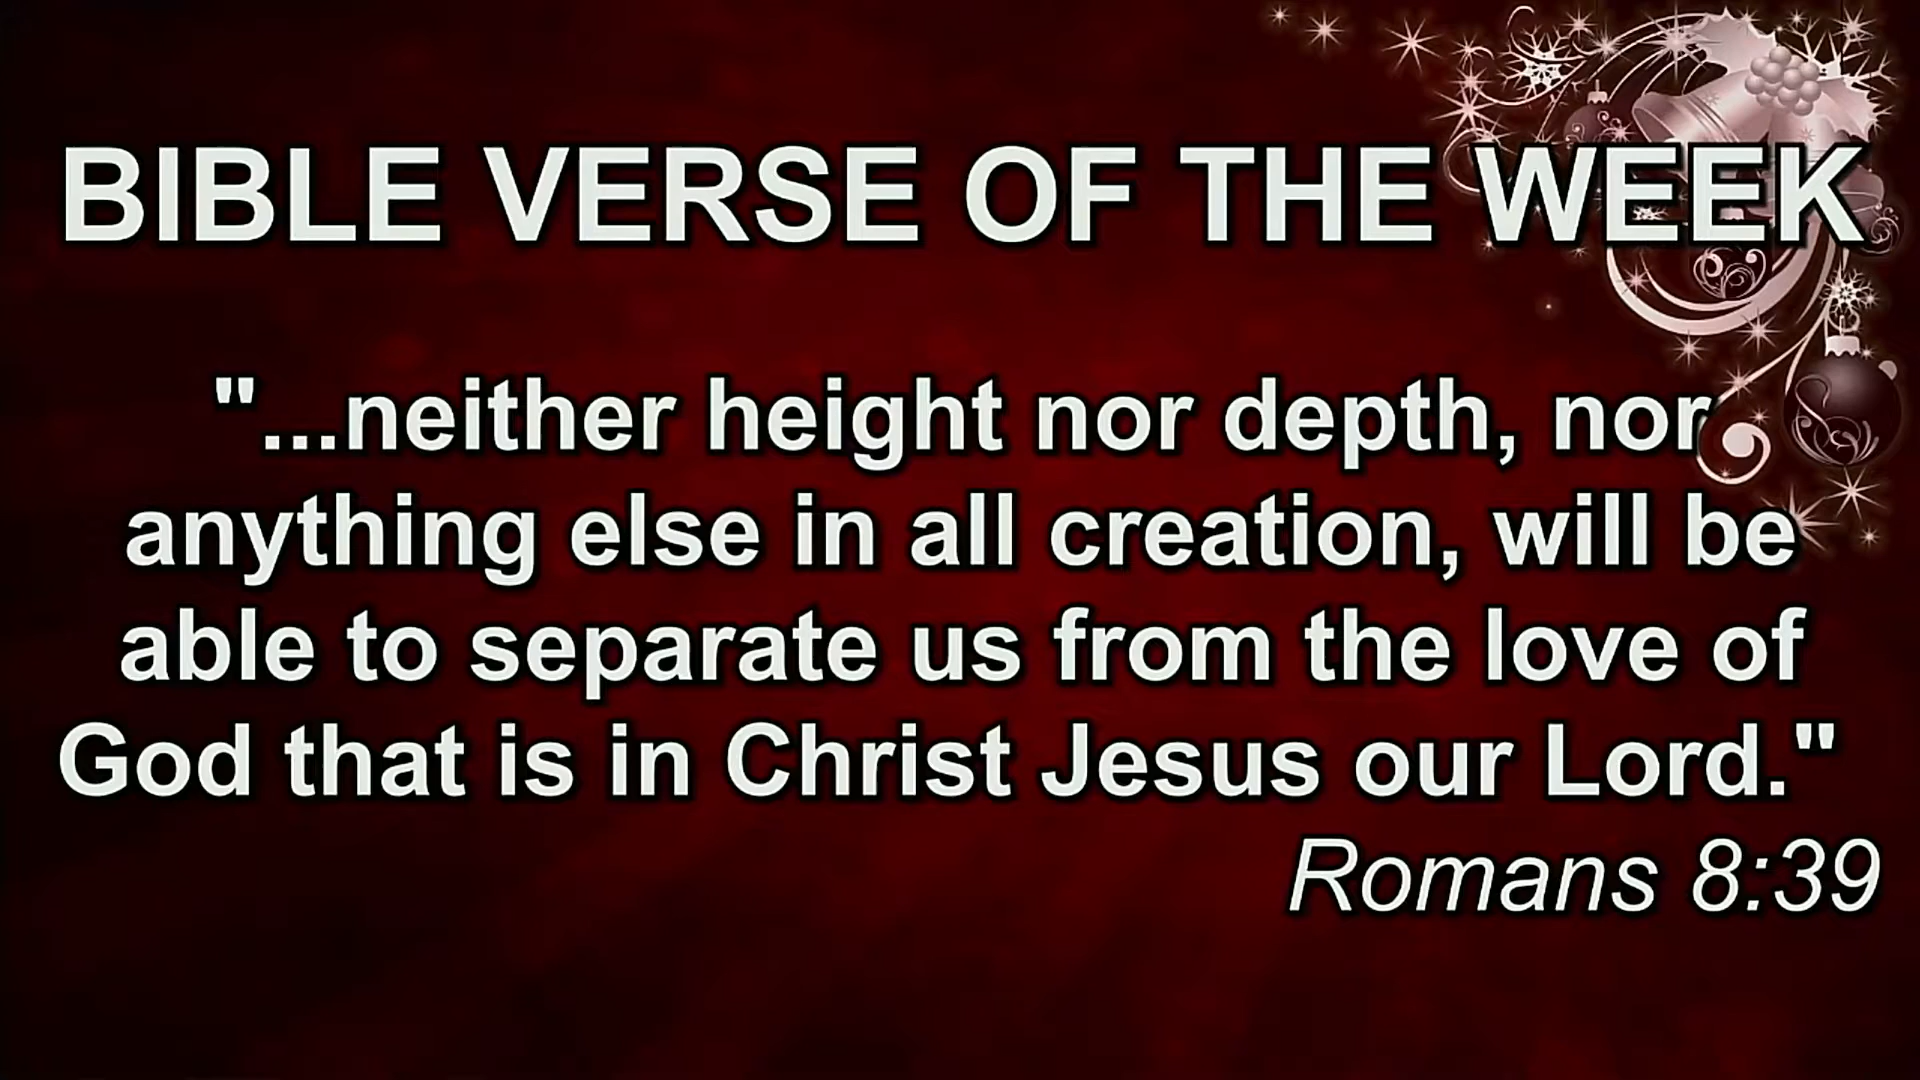 BIBLE VERSE OF THE WEEK
"...neither height nor depth, nor
anything else in all creation, will be
able to separate us from the love of
God that is in Christ Jesus our Lord."
Romans 8:39